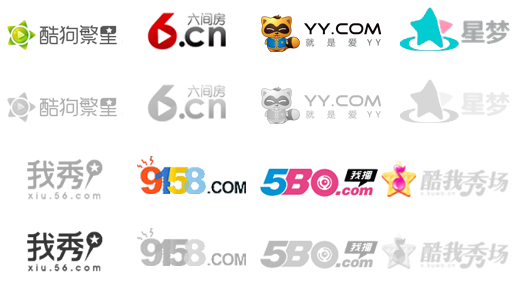 酷狗繁星
六间房
6.cn
YY.COM
就是爱YY
星梦
酷狗繁星
六间房
6.cn
YY.COM
就是爱YY
星梦
我秀
xiu.56.com
9158.COM
我播
5BO.com
酷我秀场
我秀
xiu.56.com
9158.COM
我播
5BO.com
酷我秀场